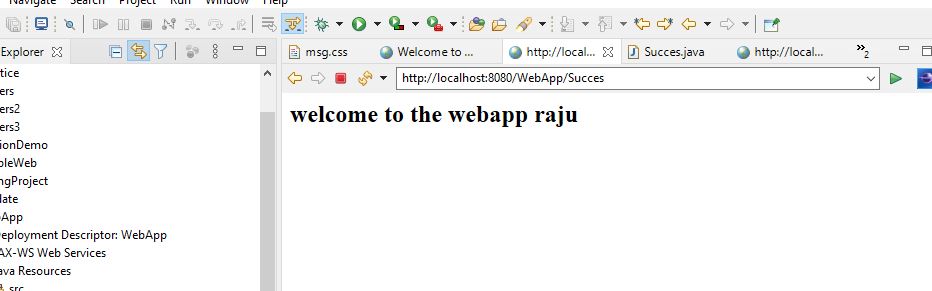 Navigate Search Project Run Window Help
Explorer
msg.css Welcome to ... http://local... Succes.java http://local... »2
http://localhost:8080/WebApp/Succes
welcome to the webapp raju
tice
ers
ers2
ers3
ionDemo
pleWeb
ngProject
late
App
Deployment Descriptor: WebApp
AX-WS Web Services
ava Resources
src